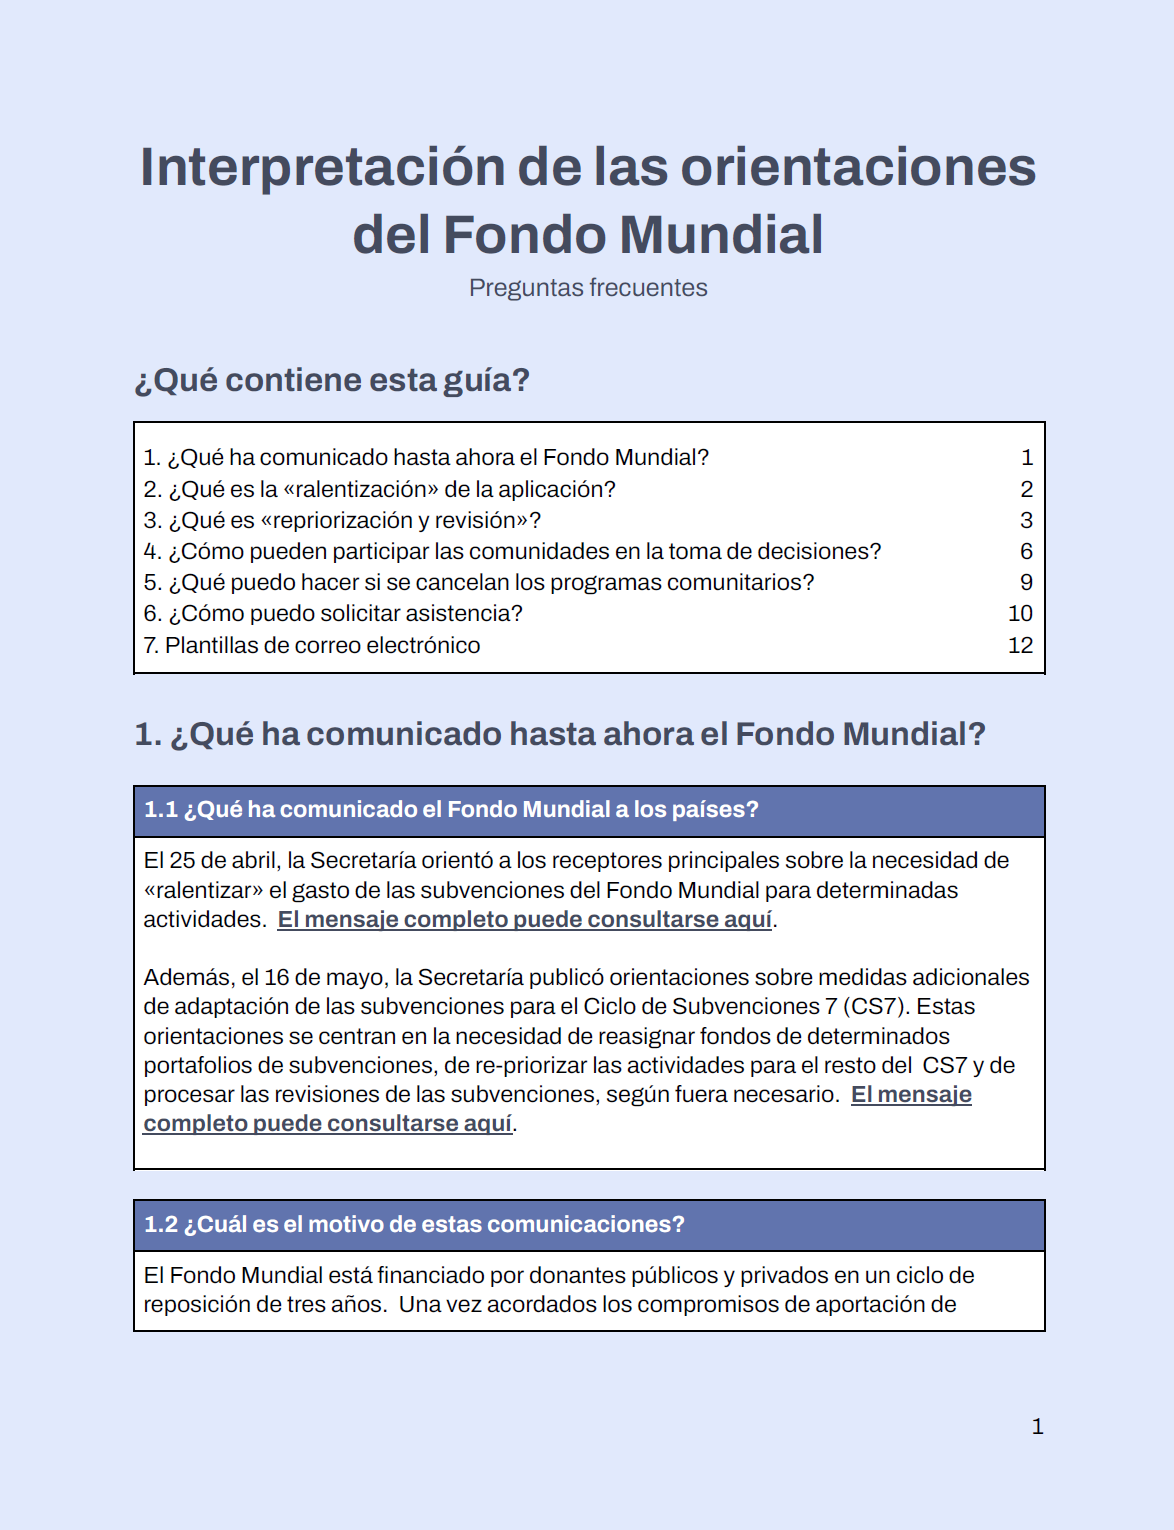 Interpretación de las orientaciones
del Fondo Mundial
Preguntas frecuentes
¿Qué contiene esta guía?
1. ¿Qué ha comunicado hasta ahora el Fondo Mundial? 1
2. ¿Qué es la «ralentización» de la aplicación? 2
3. ¿Qué es «repriorización y revisión»? 3
4. ¿Cómo pueden participar las comunidades en la toma de decisiones? 6
5. ¿Qué puedo hacer si se cancelan los programas comunitarios? 9
6. ¿Cómo puedo solicitar asistencia? 10
7. Plantillas de correo electrónico 12
1. ¿Qué ha comunicado hasta ahora el Fondo Mundial?
1.1 ¿Qué ha comunicado el Fondo Mundial a los países?
El 25 de abril, la Secretaría orientó a los receptores principales sobre la necesidad de
«ralentizar» el gasto de las subvenciones del Fondo Mundial para determinadas
actividades.  El mensaje completo puede consultarse aquí.
Además, el 16 de mayo, la Secretaría publicó orientaciones sobre medidas adicionales
de adaptación de las subvenciones para el Ciclo de Subvenciones 7 (CS7). Estas
orientaciones se centran en la necesidad de reasignar fondos de determinados
portafolios de subvenciones, de re-priorizar las actividades para el resto del  CS7 y de
procesar las revisiones de las subvenciones, según fuera necesario.  El mensaje
completo puede consultarse aquí.
1.2 ¿Cuál es el motivo de estas comunicaciones?
El Fondo Mundial está financiado por donantes públicos y privados en un ciclo de
reposición de tres años.  Una vez acordados los compromisos de aportación de
1